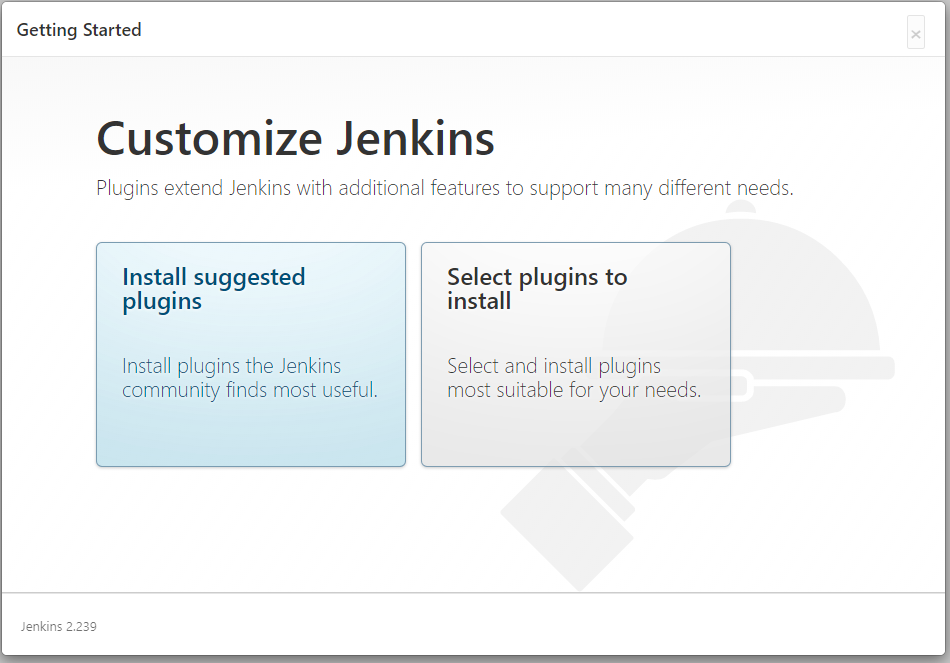 Getting Started
×
Customize Jenkins
Plugins extend Jenkins with additional features to support many different needs.
Install suggested
plugins
Install plugins the Jenkins
community finds most useful.
Select plugins to
install
Select and install plugins
most suitable for your needs.
Jenkins 2.239